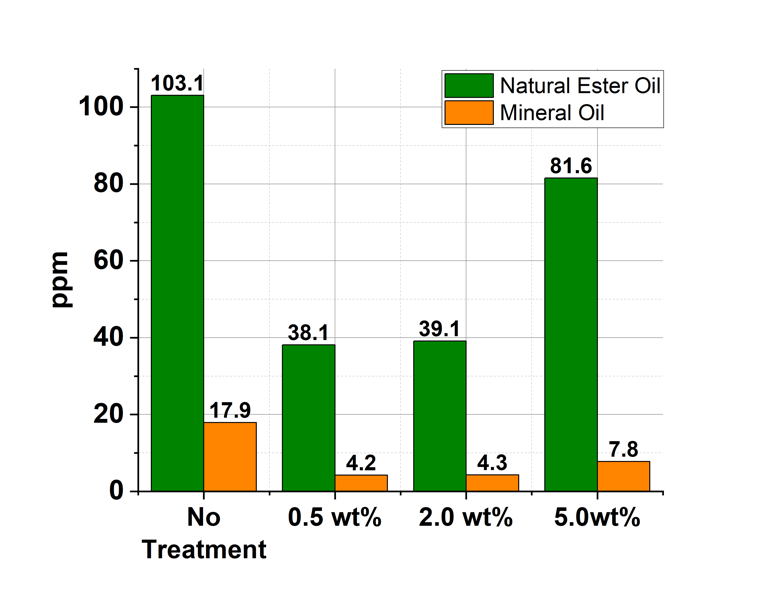 Natural Ester Oil
Mineral Oil
ppm
100
80
60
40
20
0
103.1
17.9
38.1
4.2
39.1
4.3
81.6
7.8
No
Treatment
0.5 wt%
2.0 wt%
5.0wt%